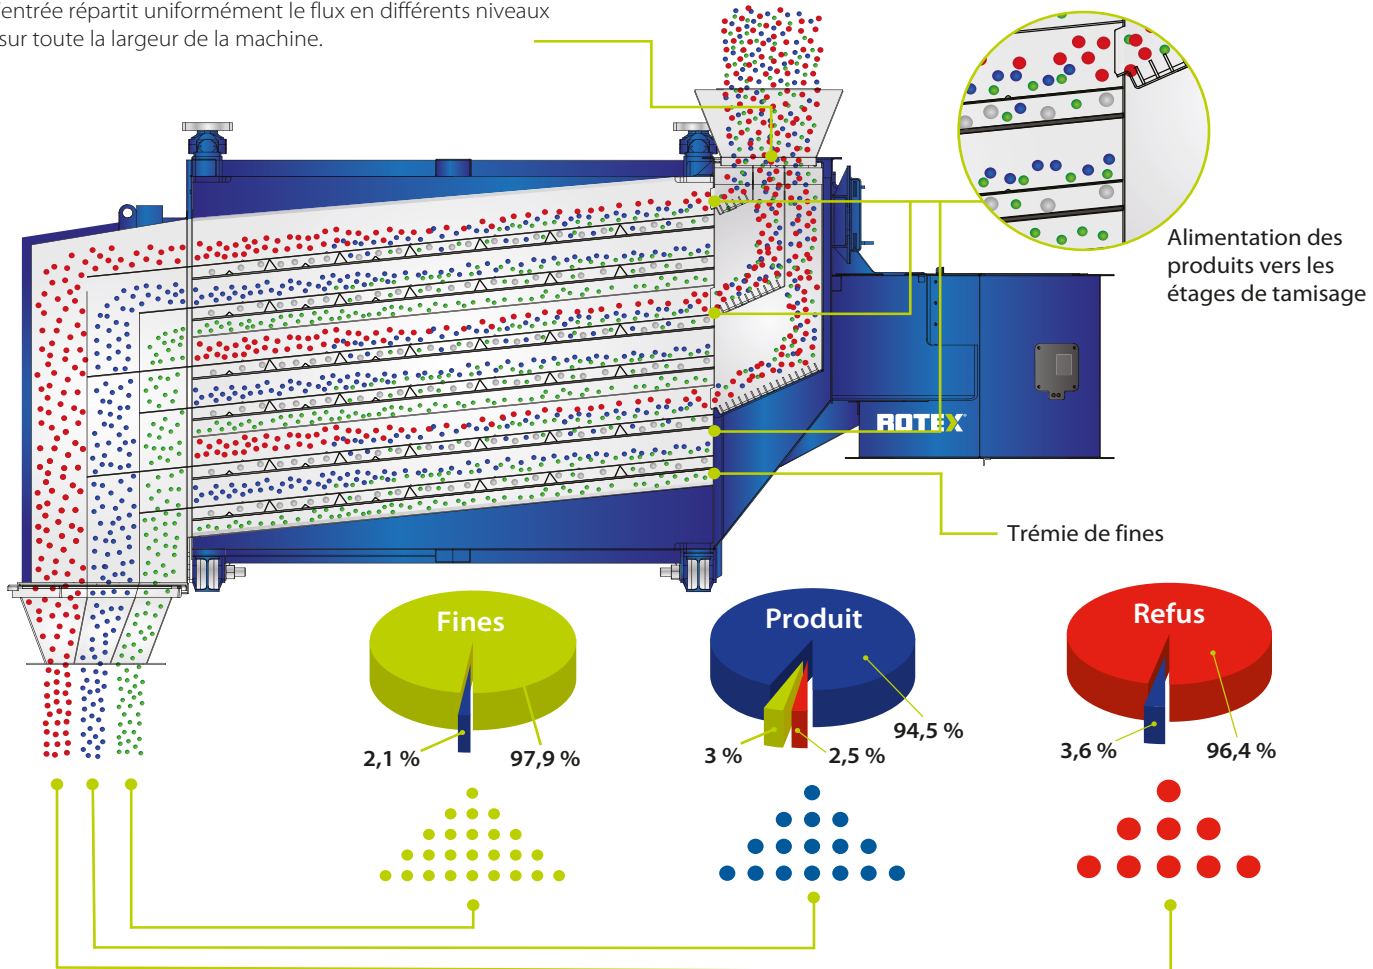 l'entrée répartit uniformément le flux en différents niveaux
sur toute la largeur de la machine.
Alimentation des
produits vers les
étages de tamisage
ROTEX
Trémie de fines
Fines
2,1 %
97,9 %
Produit
3 %
2,5 %
94,5 %
Refus
3,6 %
96,4 %